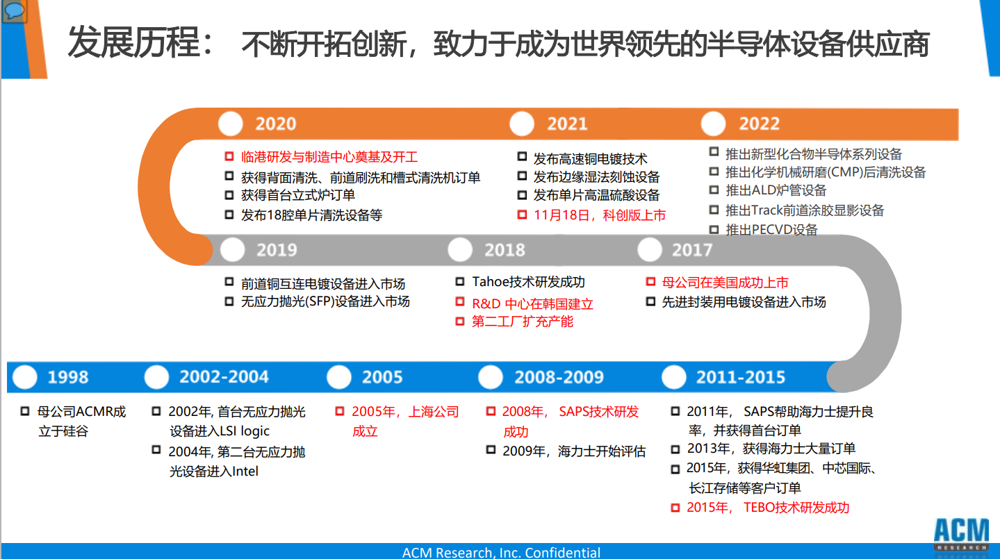 发展历程： 不断开拓创新，致力于成为世界领先的半导体设备供应商
2020
临港研发与制造中心奠基及开工
获得背面清洗、前道刷洗和槽式清洗机订单
获得首台立式炉订单
发布18腔单片清洗设备等
2021
发布高速铜电镀技术
发布边缘湿法刻蚀设备
发布单片高温硫酸设备
11月18日，科创版上市
2022
推出新型化合物半导体系列设备
推出化学机械研磨(CMP)后清洗设备
推出ALD炉管设备
推出Track前道涂胶显影设备
推出PECVD设备
2019
前道铜互连电镀设备进入市场
无应力抛光(SFP)设备进入市场
2018
Tahoe技术研发成功
R&D 中心在韩国建立
第二工厂扩充产能
2017
母公司在美国成功上市
先进封装用电镀设备进入市场
1998
母公司ACMR成
立于硅谷
2002-2004
2002年, 首台无应力抛光
设备进入LSI logic
2004年, 第二台无应力抛
光设备进入Intel
2005
2005年，上海公司
成立
2008-2009
2008年， SAPS技术研发
成功
2009年，海力士开始评估
2011-2015
2011年， SAPS帮助海力士提升良
率，并获得首台订单
2013年，获得海力士大量订单
2015年，获得华虹集团、中芯国际、
长江存储等客户订单
2015年， TEBO技术研发成功
ACM
RESEARCH
ACM Research, Inc. Confidential